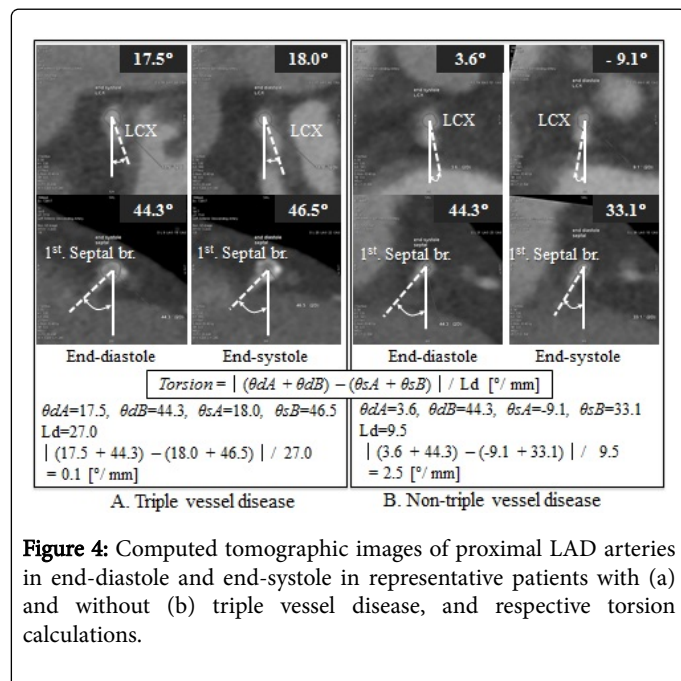 17.5° 18.0° 3.6° - 9.1°
LCX LCX LCX LCX
44.3° 46.5° 44.3° 33.1°
1st. Septal br. 1st. Septal br. 1st. Septal br. 1st. Septal br.
End-diastole End-systole End-diastole End-systole
Torsion = | (θdA + θdB) – (θsA + θsB) | / Ld [°/ mm]
θdA=17.5, θdB=44.3, θsA=18.0, θsB=46.5
Ld=27.0
| (17.5 + 44.3) – (18.0 + 46.5) | / 27.0
= 0.1 [°/ mm]
A. Triple vessel disease
θdA=3.6, θdB=44.3, θsA=-9.1, θsB=33.1
Ld=9.5
| (3.6 + 44.3) – (-9.1 + 33.1) | / 9.5
= 2.5 [°/ mm]
B. Non-triple vessel disease
Figure 4: Computed tomographic images of proximal LAD arteries
in end-diastole and end-systole in representative patients with (a)
and without (b) triple vessel disease, and respective torsion
calculations.